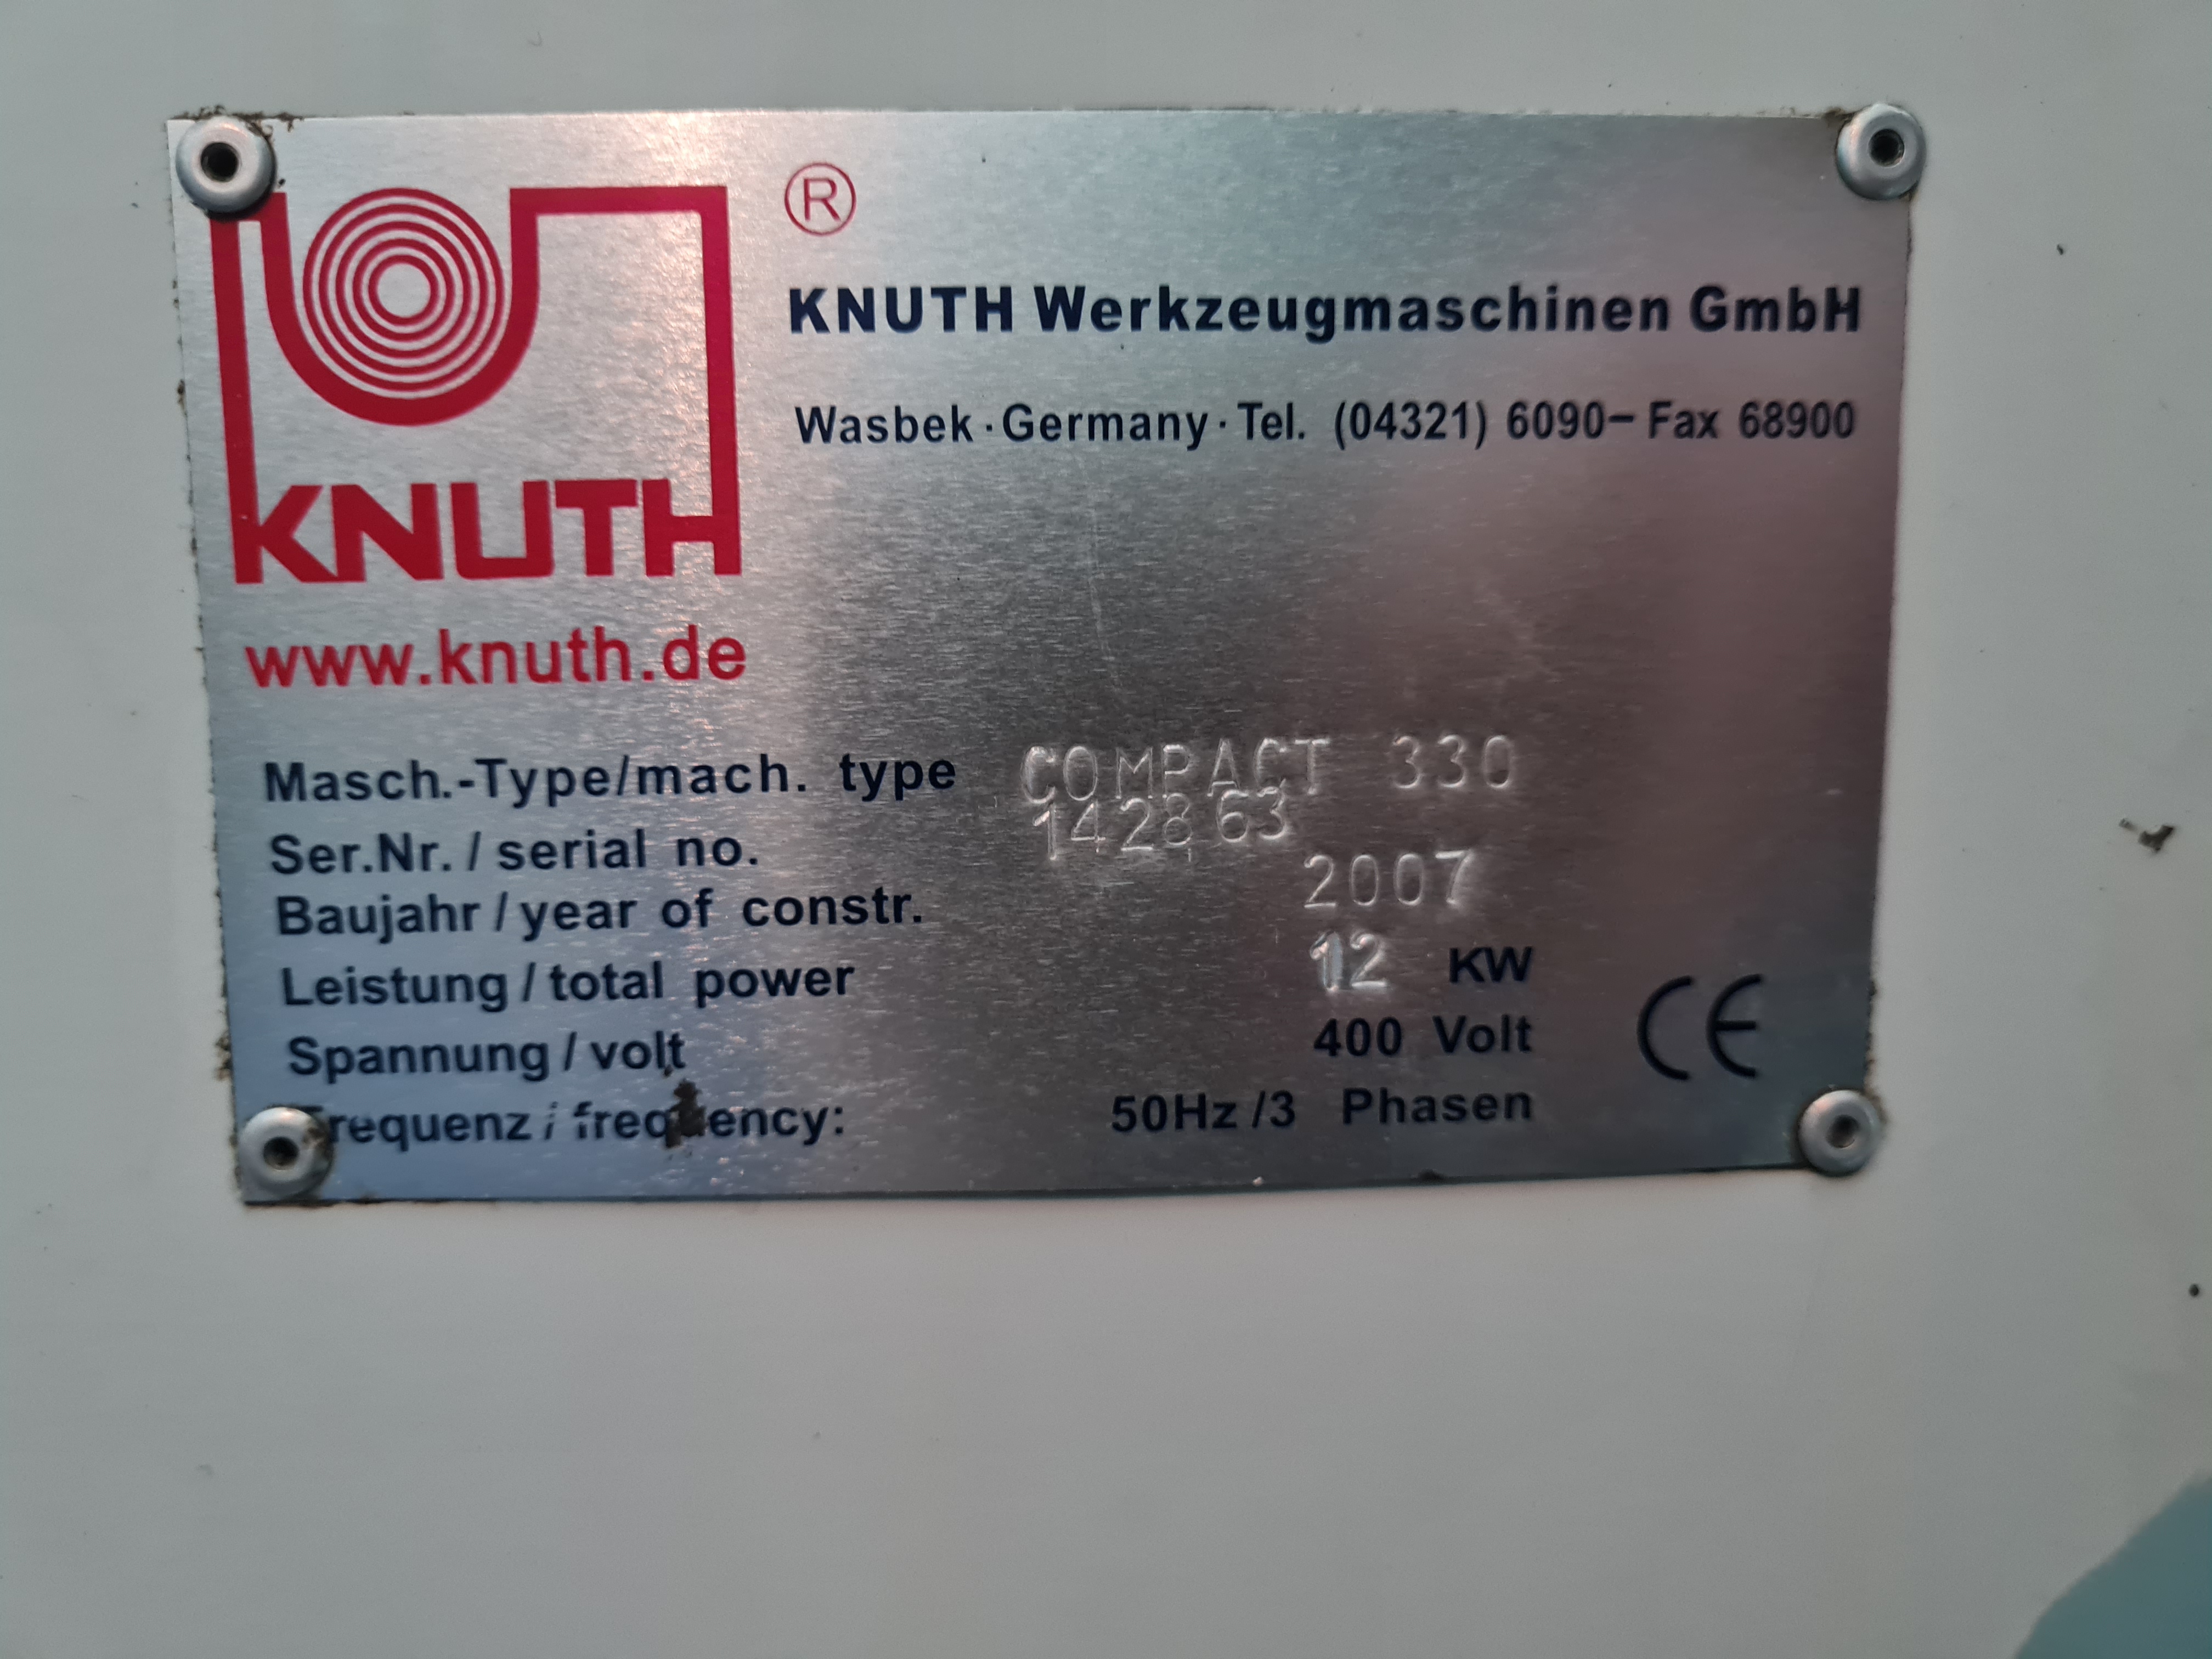 ®
KNUTH Werkzeugmaschinen GmbH
Wasbek · Germany · Tel. (04321) 6090 – Fax 68900
KNUTH
www.knuth.de
Masch.-Type/mach. type COMPACT 330
Ser.Nr. / serial no. 142863
Baujahr / year of constr. 2007
Leistung / total power 12 KW
Spannung / volt 400 Volt
Frequenz / frequency: 50Hz /3 Phasen
CE